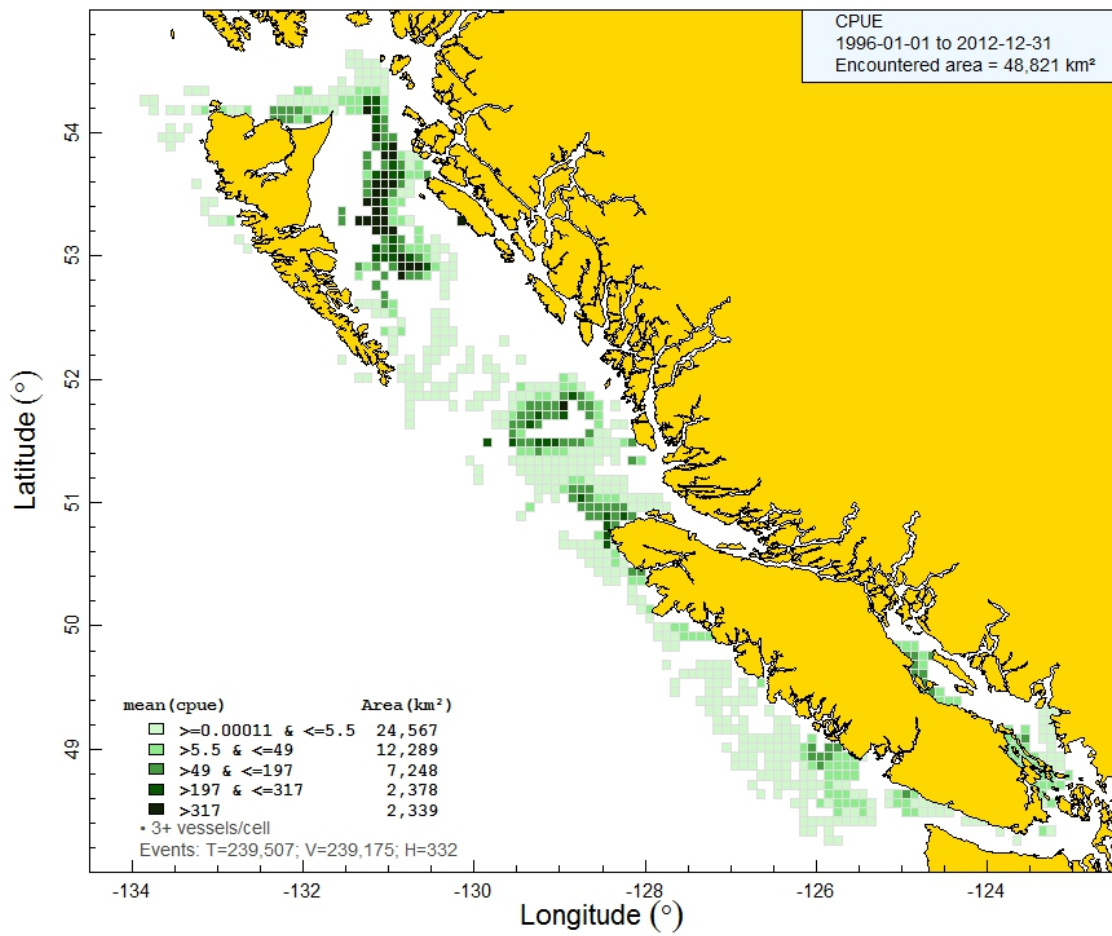 CPUE
1996-01-01 to 2012-12-31
Encountered area = 48,821 km²
54
53
52
51
50
49
Latitude (°)
mean(cpue) Area(km²)
>=0.00011 & <=5.5 24,567
>5.5 & <=49 12,289
>49 & <=197 7,248
>197 & <=317 2,378
>317 2,339
• 3+ vessels/cell
Events: T=239,507; V=239,175; H=332
-134 -132 -130 -128 -126 -124
Longitude (°)